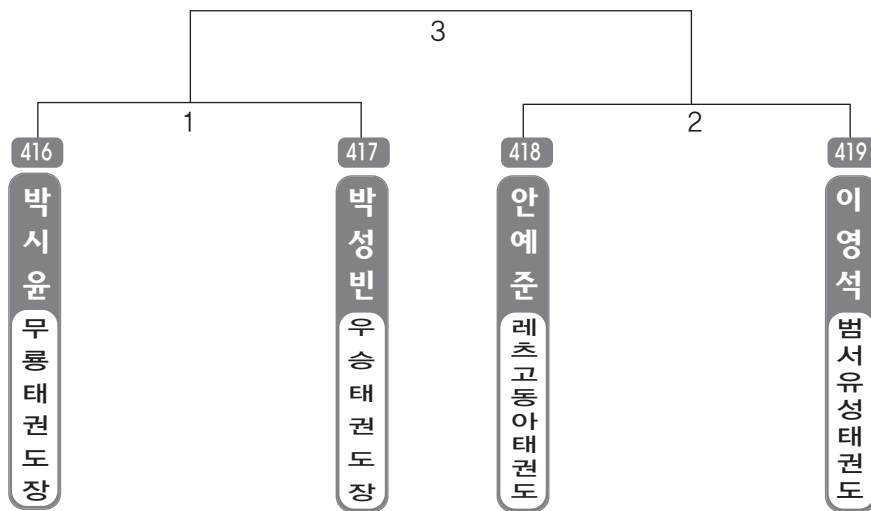 3
1
2
416
417
418
419
박시윤
박성빈
안예준
이영석
무룡태권도장
우승태권도장
레츠고동아태권도
범서유성태권도